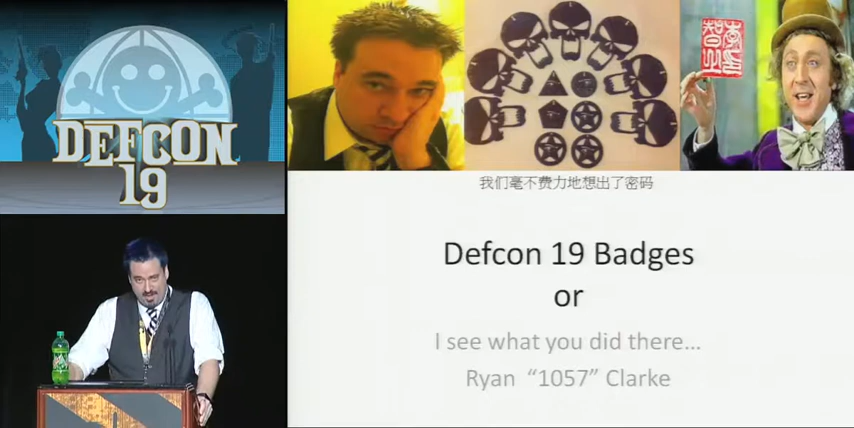 DEFCON
19
我们毫不费力地想出了密码
Defcon 19 Badges
or
I see what you did there...
Ryan “1057” Clarke